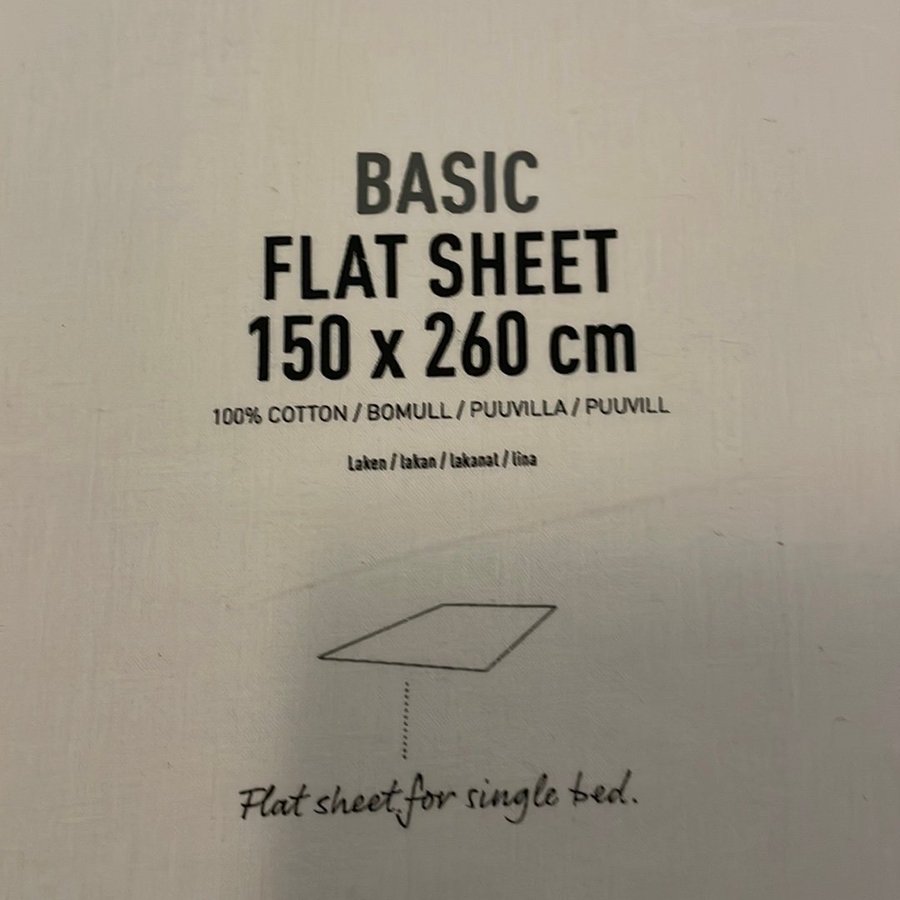 BASIC
FLAT SHEET
150 x 260 cm
100% COTTON / BOMULL / PUUVILLA / PUUVILL
Laken / lakan / lakanat / lina
Flat sheet for single bed.